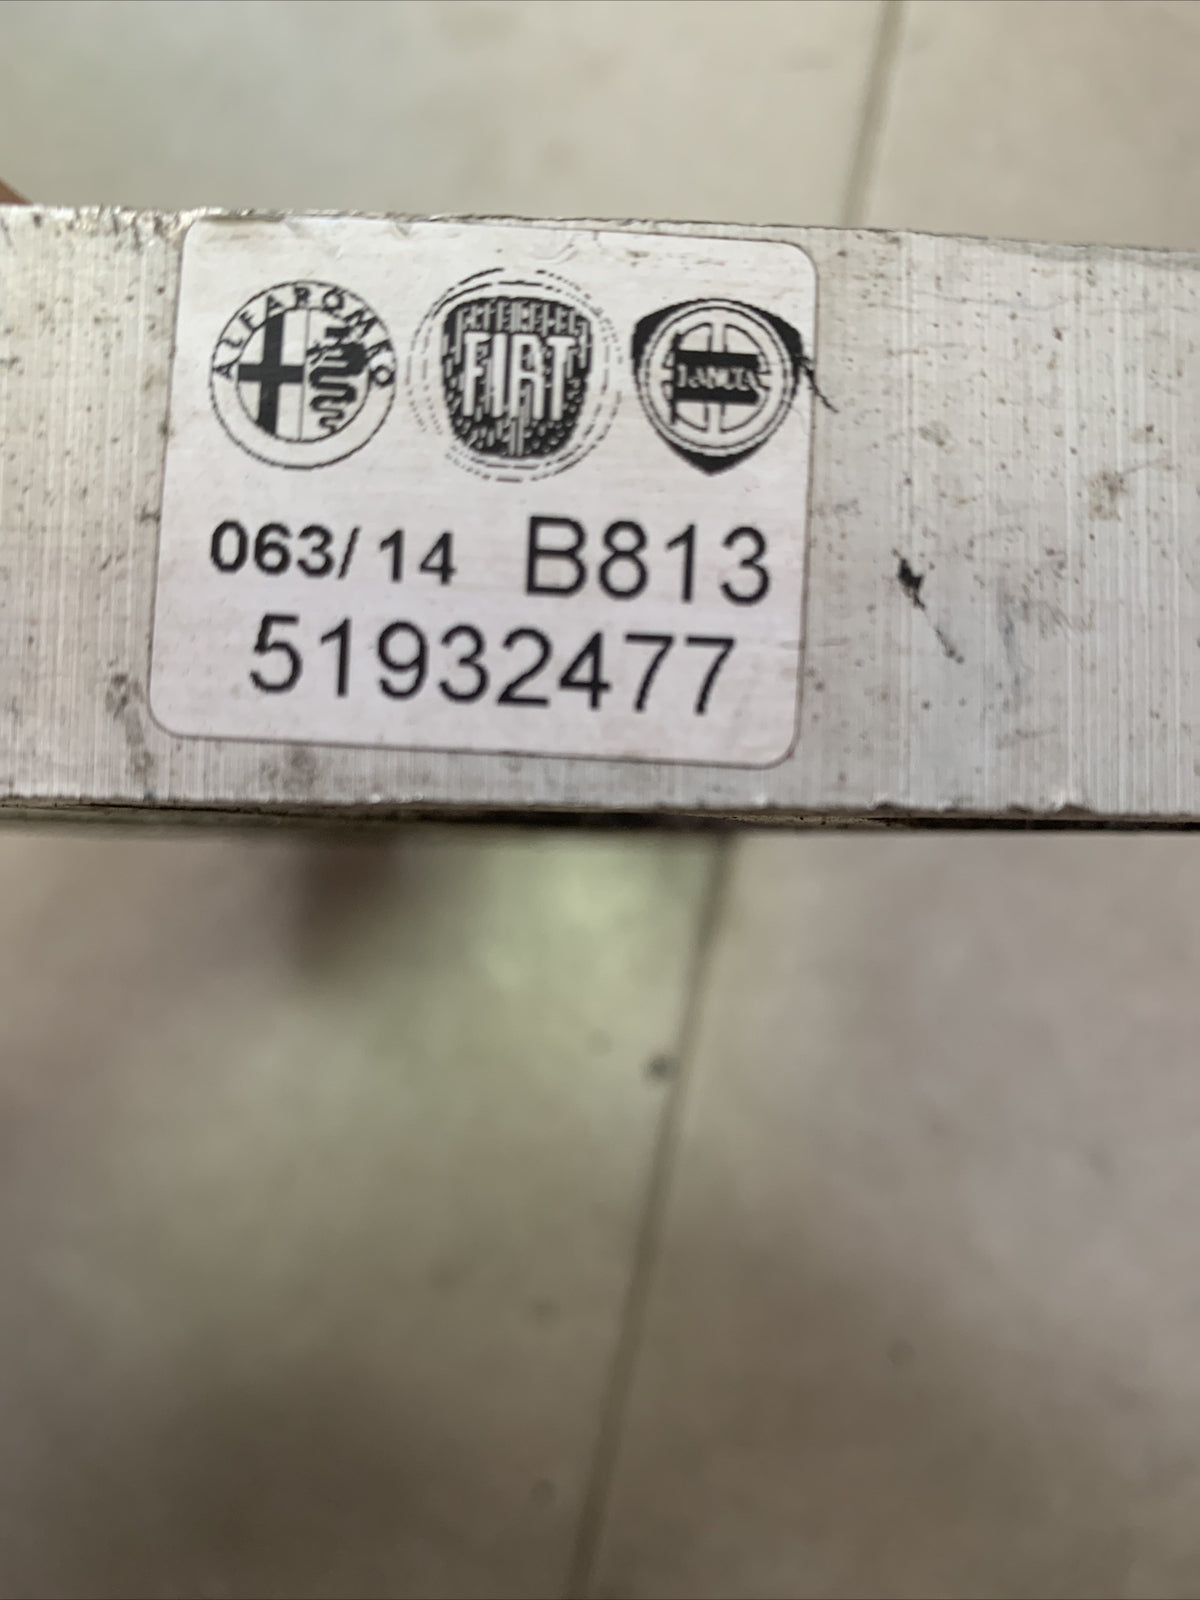 ALFA ROMEO FIAT LANCIA
063/14 B813
51932477